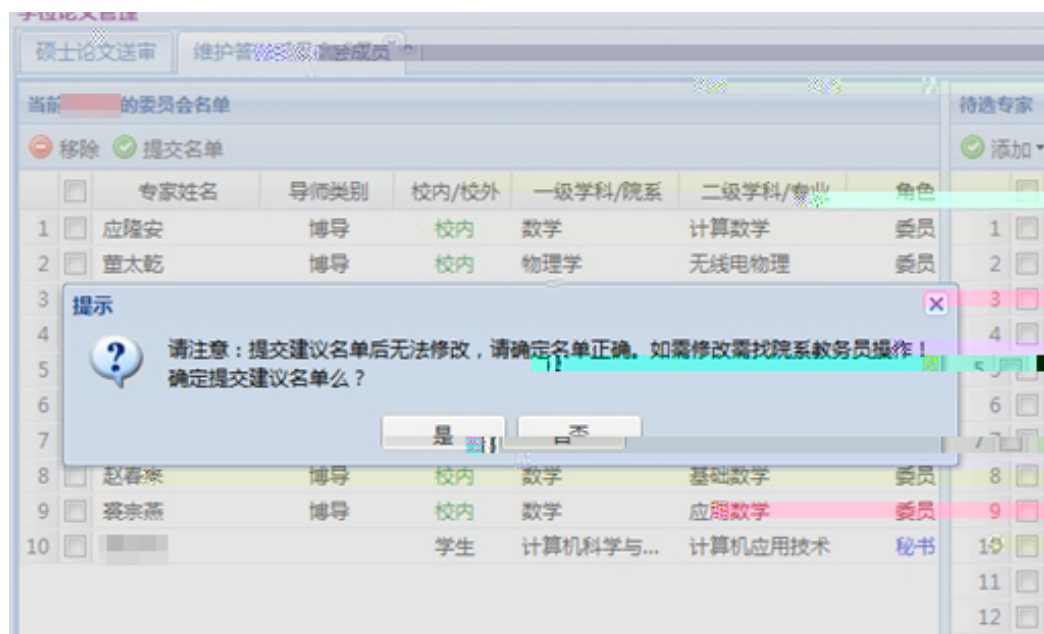 学位论文管理
硕士论文送审 维护答
当前 的委员会名单 待选专家
移除 提交名单 添加
专家姓名 导师类别 校内/校外 一级学科/院系 二级学科/专业 角色
1 应隆安 博导 校内 数学 计算数学 委员 1
2 董太乾 博导 校内 物理学 无线电物理 委员 2
3 提示 3
4 请注意：提交建议名单后无法修改，请确定名单正确。如需修改需找院系教务员操作！ 4
5 确定提交建议名单么？ 5
6 6
7 是 否 7
8 博导 校内 数学 基础数学 委员 8
9 裘宗燕 博导 校内 数学 应用数学 委员 9
10 学生 计算机科学与... 计算机应用技术 秘书 10
11
12